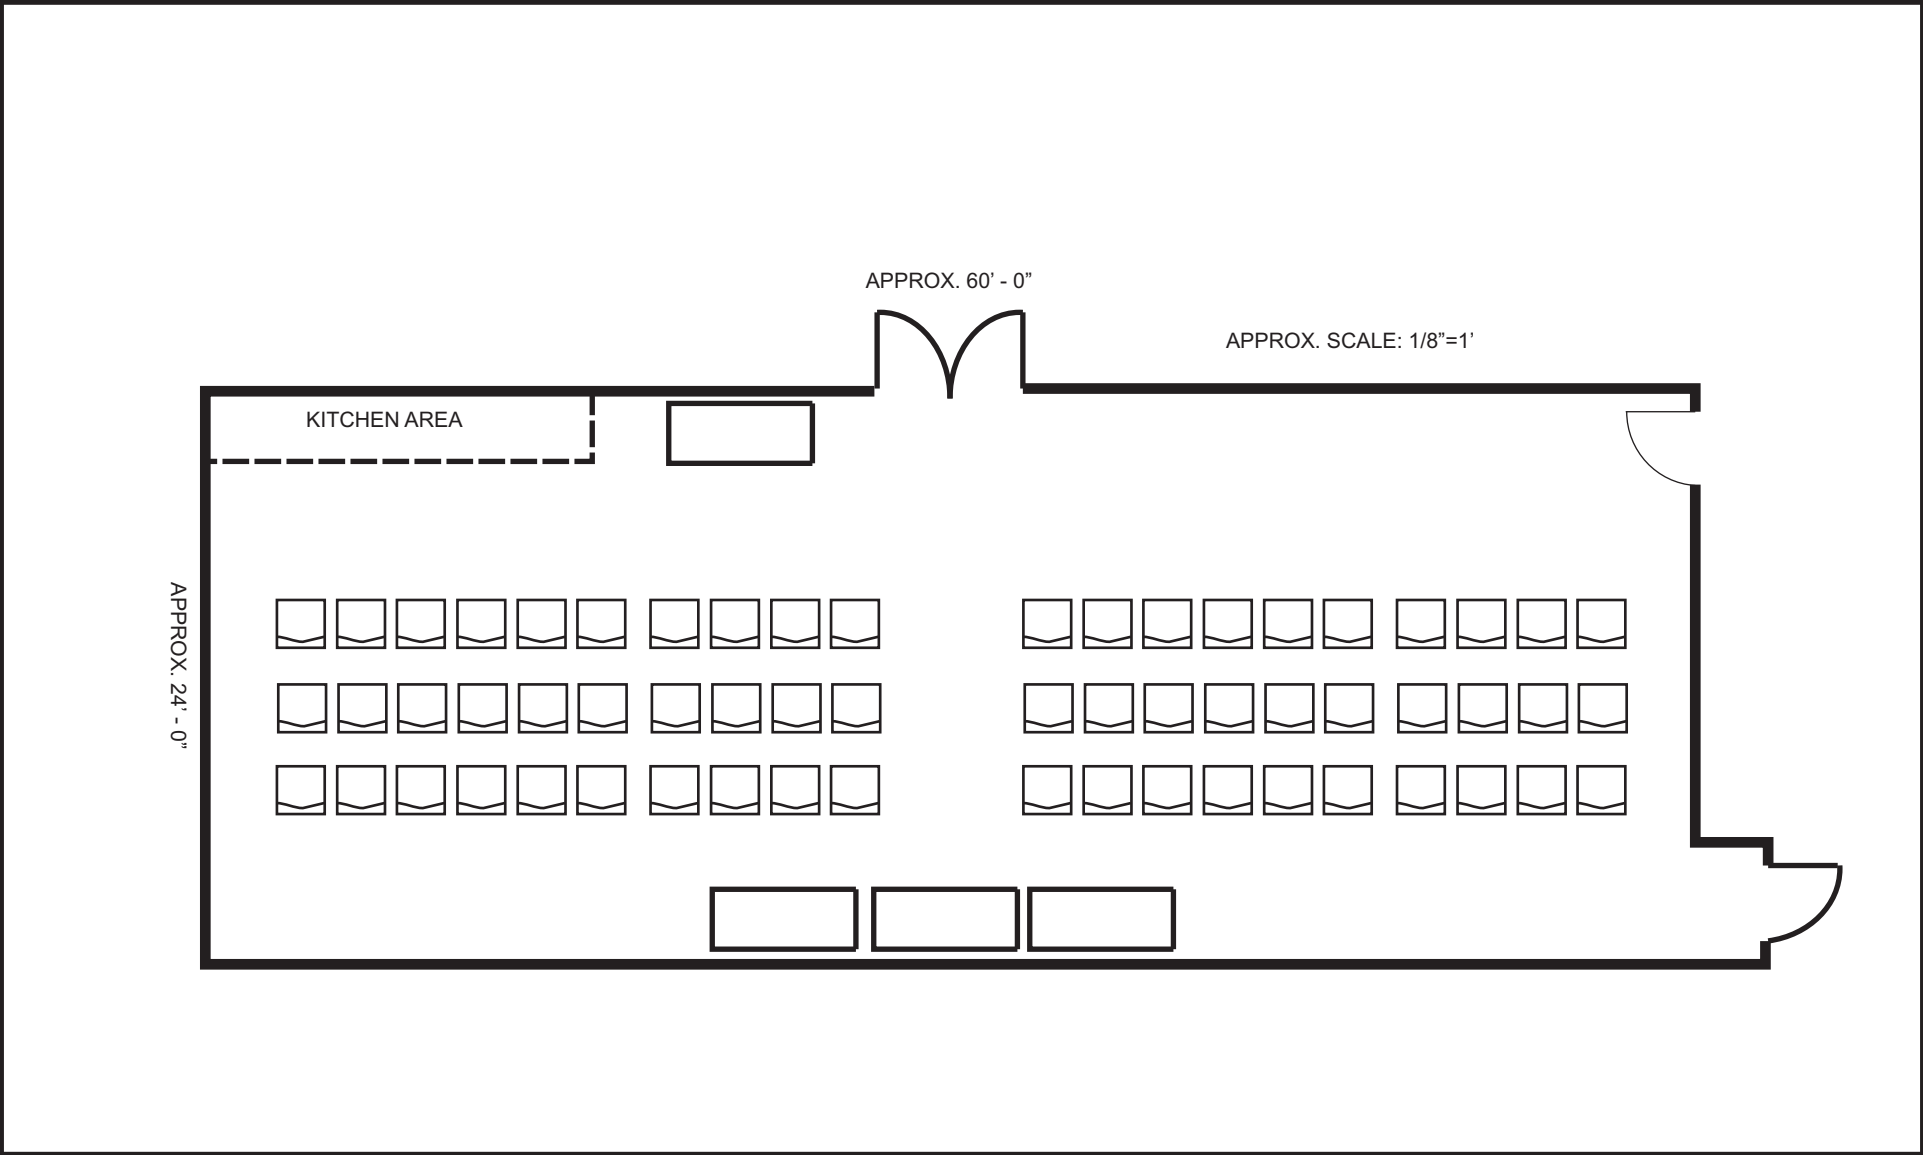 APPROX. 60’ - 0”
APPROX. SCALE: 1/8”=1’
KITCHEN AREA
APPROX. 24’ - 0”